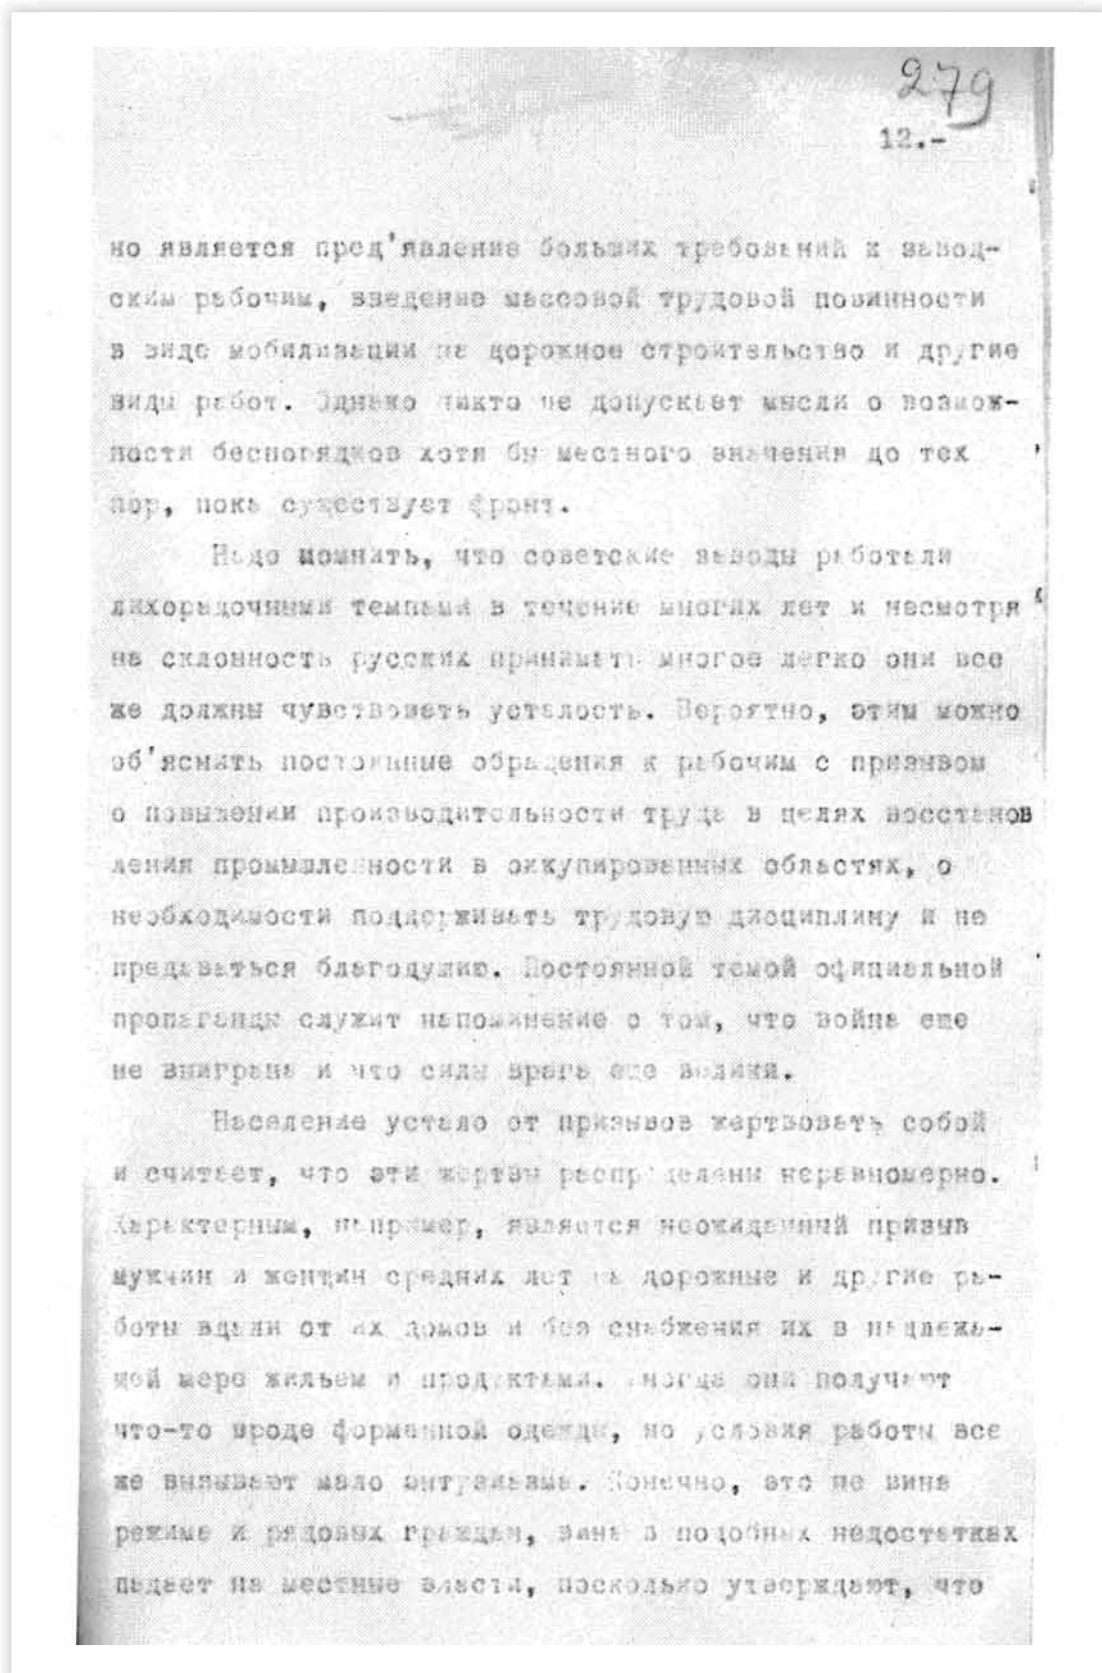 279
12.-
но является пред'явление больших требований к завод-
ским рабочим, введение массовой трудовой повинности
в виде мобилизации на дорожное строительство и другие
виды работ. Однако никто не допускает мысли о возмож-
ности беспорядков хотя бы местного значения до тех
пор, пока существует фронт.
Надо помнить, что советские заводы работали
лихорадочными темпами в течение многих лет и несмотря
на склонность русских принимать многое легко они все
же должны чувствовать усталость. Вероятно, этим можно
об'яснить постоянные обращения к рабочим с призывом
о повышении производительности труда в целях восстанов
ления промышленности в оккупированных областях, о
необходимости поддерживать трудовую дисциплину и не
предаваться благодушию. Постоянной темой официальной
пропаганды служит напоминение о том, что война еще
не выиграна и что силы врага еще велики.
Население устало от призывов жертвовать собой
и считает, что эти жертвы распределены неравномерно.
Характерным, например, является неожиданный призыв
мужчин и женщин средних лет на дорожные и другие ра-
боты вдали от их домов и без снабжения их в надлежа-
щей мере жильем и продуктами. Иногда они получают
что-то вроде форменной одежды, но условия работы все
же вызывают мало энтузиазма. Конечно, это не вина
режима и рядовых граждан, вина в подобных недостатках
падает на местные власти, поскольку утверждают, что